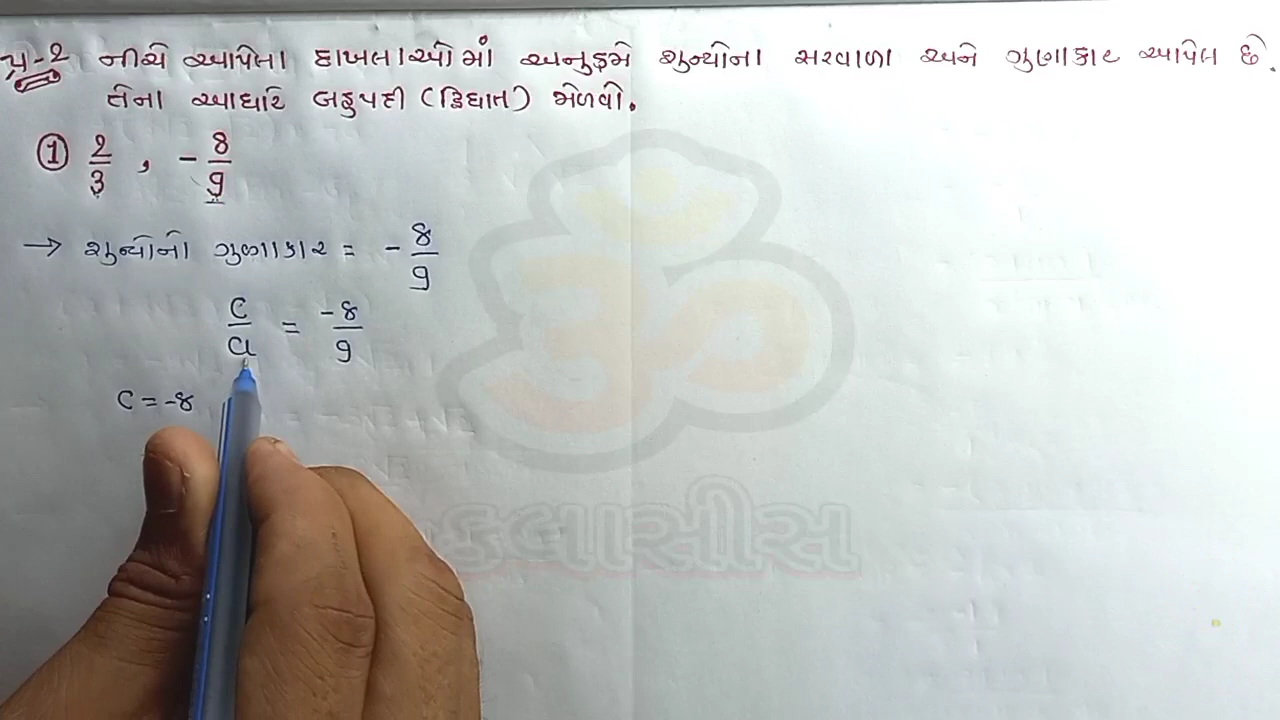 પ્ર-૨ નીચે આપેલા દાખલાઓમાં અનુક્રમે શુન્યોના સરવાળા અને ગુણાકાર આપેલ છે.
તેના આધારે બહુપદી (દ્વિઘાત) મેળવો.
① 2/3 , - 8/9
→ શુન્યોનો ગુણાકાર = - 8/9
c/a = -8/9
c = -8
કલાસીસ